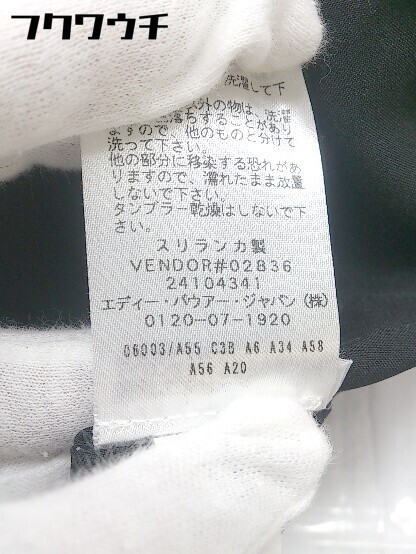 フクワウチ
洗濯して下
外の物は、洗濯
落ちすることがあり
ますので、他のものと分けて
洗って下さい。
他の部分に移染する恐れがあ
りますので、濡れたまま放置
しないで下さい。
タンブラー乾燥はしないで下
さい。
スリランカ製
VENDOR#02836
24104341
エディー・バウアー・ジャパン(株)
0120-07-1920
06003/A55 C3B A6 A34 A58
A56 A20